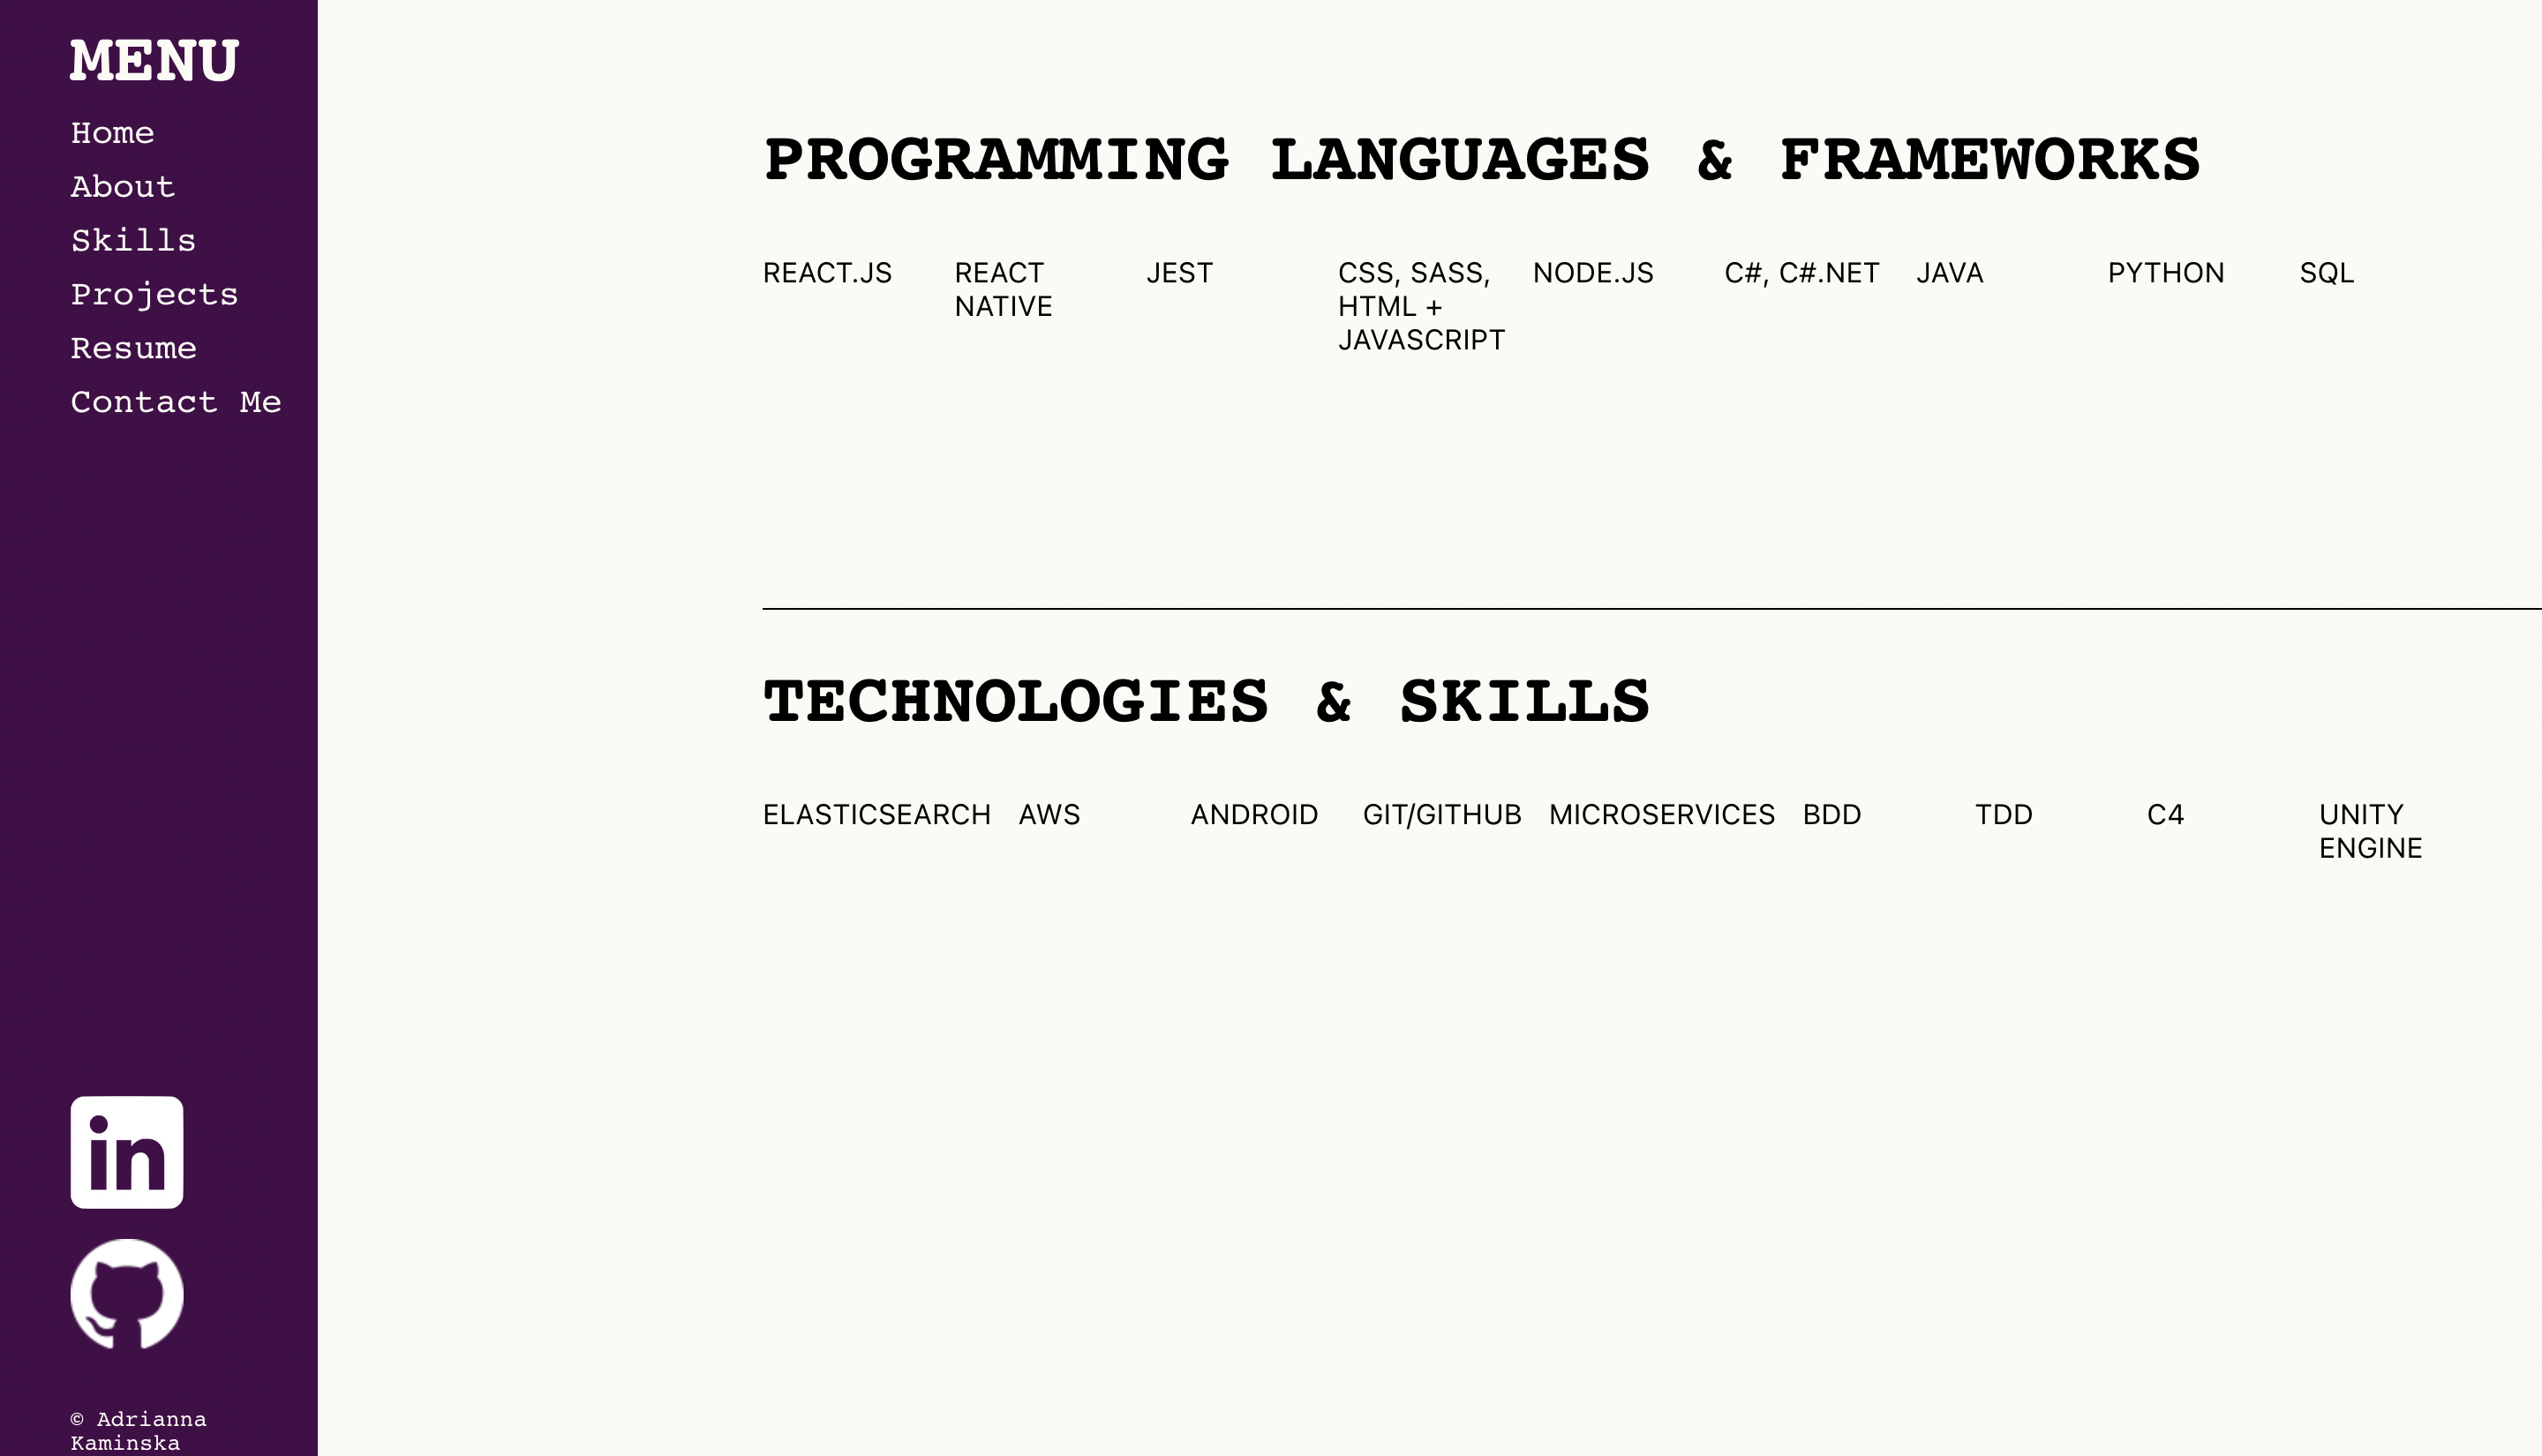 MENU
Home
About
Skills
Projects
Resume
Contact Me
in
© Adrianna
Kaminska
PROGRAMMING LANGUAGES & FRAMEWORKS
REACT.JS
REACT
NATIVE
JEST
CSS, SASS,
HTML +
JAVASCRIPT
NODE.JS
C#, C#.NET
JAVA
PYTHON
SQL
TECHNOLOGIES & SKILLS
ELASTICSEARCH
AWS
ANDROID
GIT/GITHUB
MICROSERVICES
BDD
TDD
C4
UNITY
ENGINE